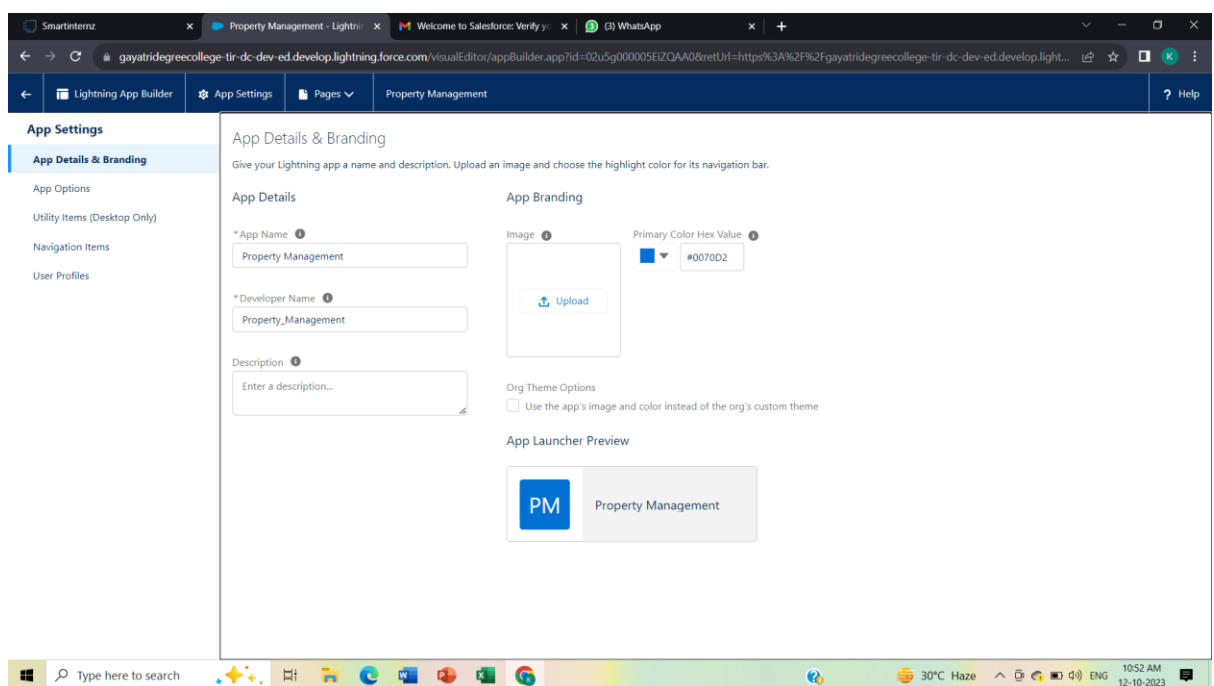 Smartinternz
Property Management - Lightni
Welcome to Salesforce: Verify yo
(3) WhatsApp
gayatridegreecollege-tir-dc-dev-ed.develop.lightning.force.com/visualEditor/appBuilder.app?id=02u5g000005EiZQAA0&retUrl=https%3A%2F%2Fgayatridegreecollege-tir-dc-dev-ed.develop.light...
K
Lightning App Builder
App Settings
Pages
Property Management
? Help
App Settings
App Details & Branding
App Options
Utility Items (Desktop Only)
Navigation Items
User Profiles
App Details & Branding
Give your Lightning app a name and description. Upload an image and choose the highlight color for its navigation bar.
App Details
*App Name
Property Management
*Developer Name
Property_Management
Description
Enter a description...
App Branding
Image
Upload
Primary Color Hex Value
#0070D2
Org Theme Options
Use the app's image and color instead of the org's custom theme
App Launcher Preview
PM
Property Management
Type here to search
30°C Haze
ENG
10:52 AM
12-10-2023